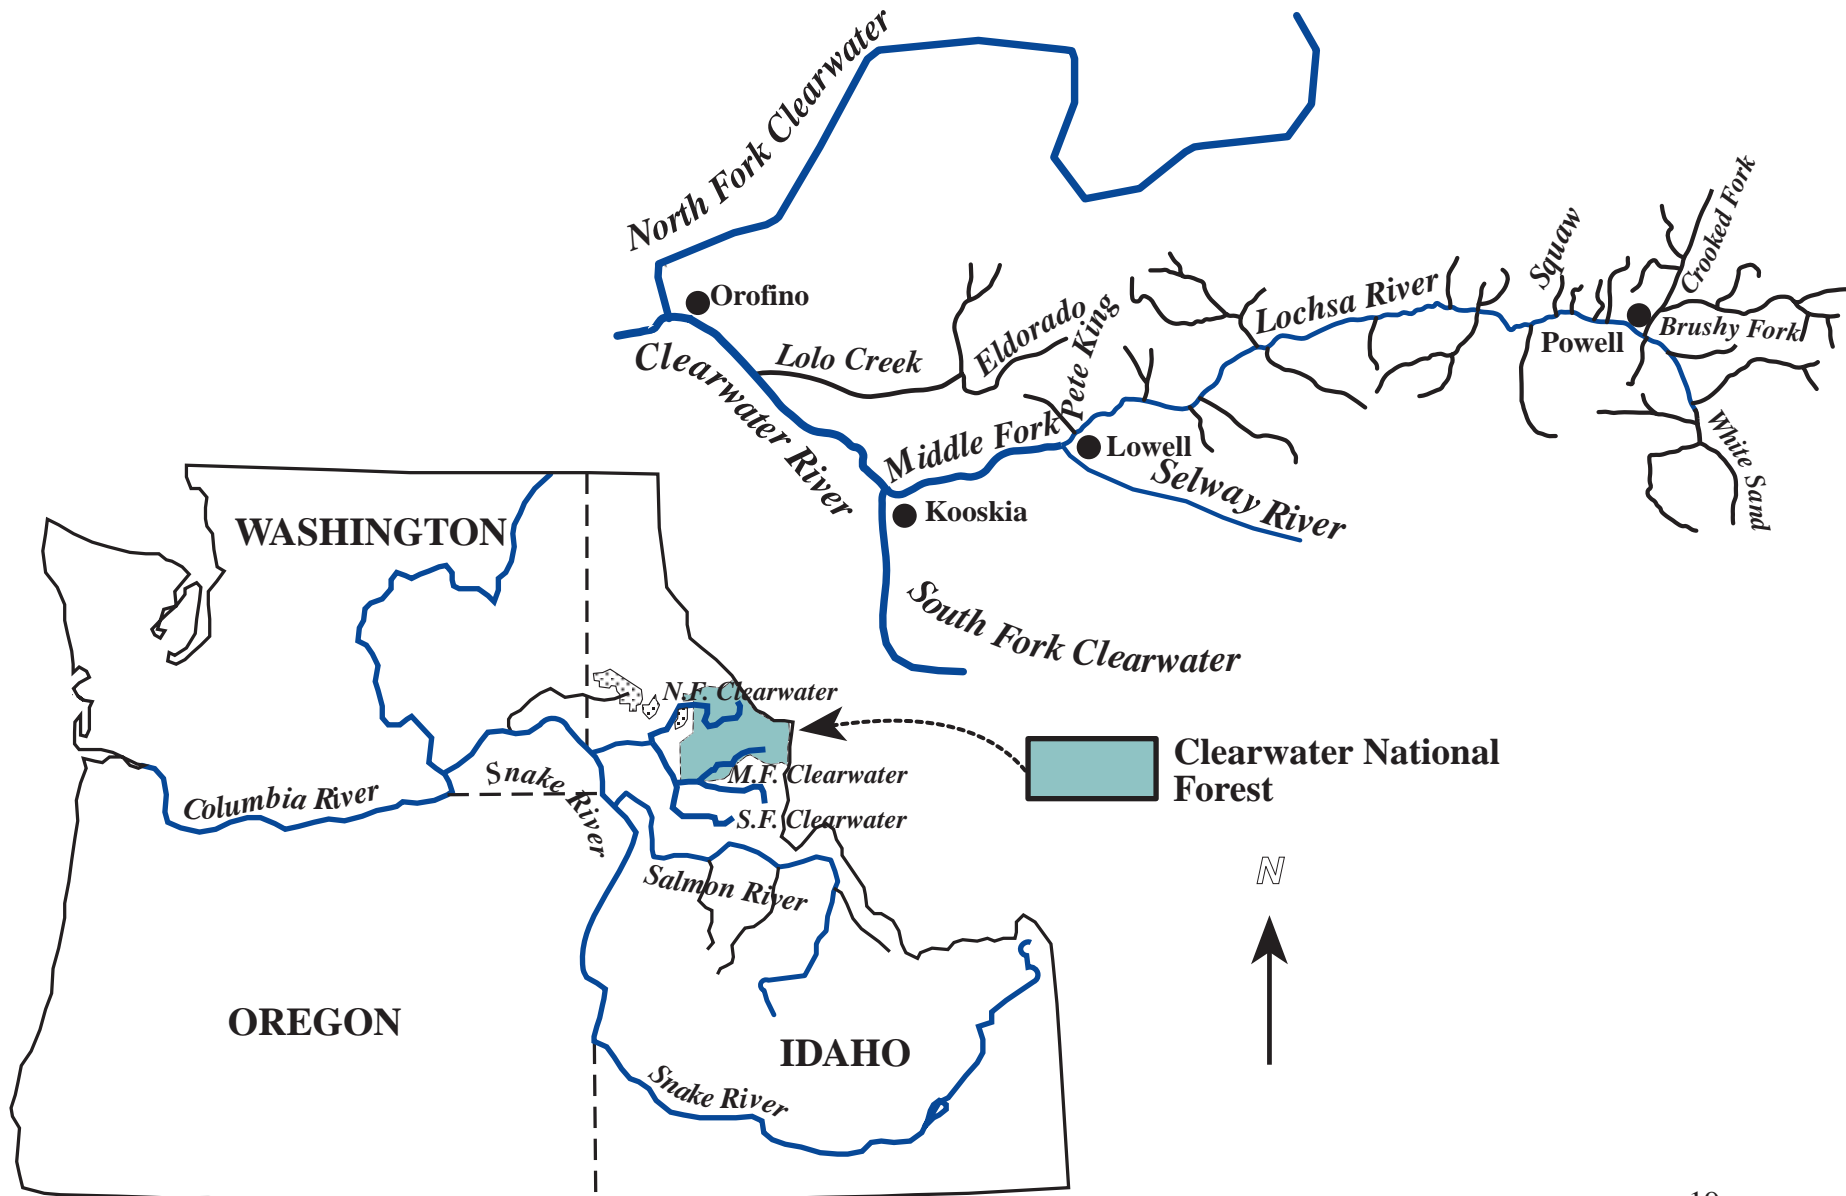 North Fork Clearwater
Crooked Fork
Squaw
Orofino
Lochsa River
Eldorado
Pete King
Brushy Fork
Powell
Lolo Creek
Clearwater River
Middle Fork
Lowell
White Sand
Selway River
Kooskia
WASHINGTON
South Fork Clearwater
N.F. Clearwater
Clearwater National
Forest
M.F. Clearwater
Snake River
Columbia River
S.F. Clearwater
Salmon River
N
OREGON
IDAHO
Snake River